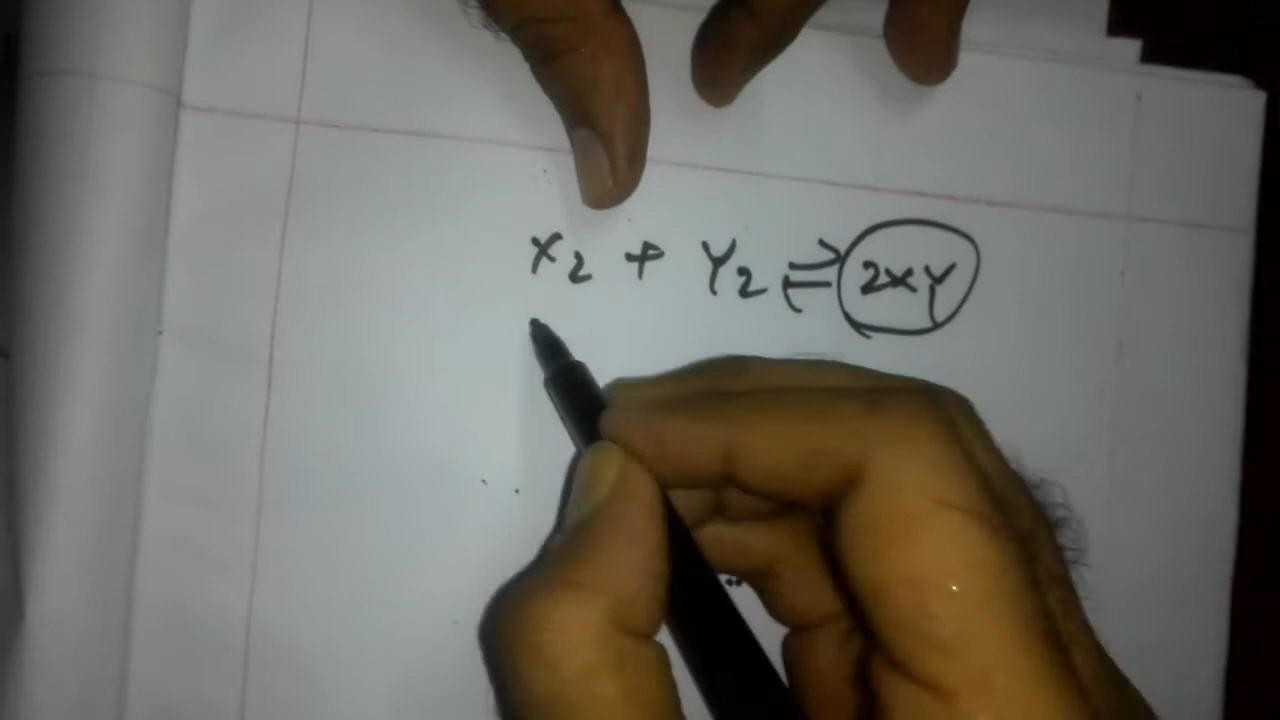 X₂ + Y₂ ⇌ 2XY